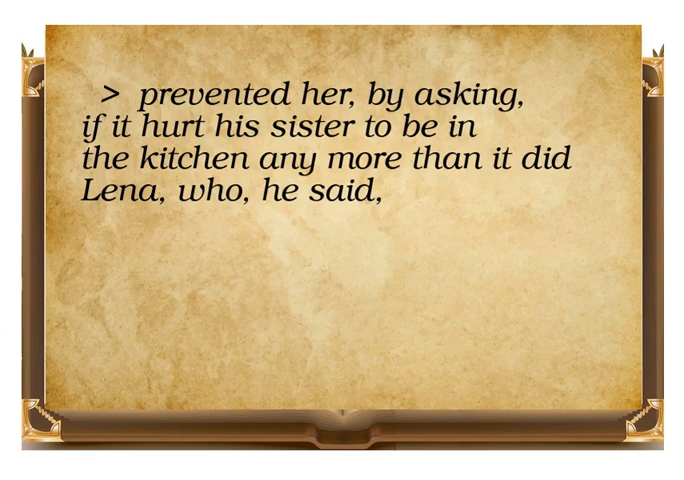 > prevented her, by asking,
if it hurt his sister to be in
the kitchen any more than it did
Lena, who, he said,